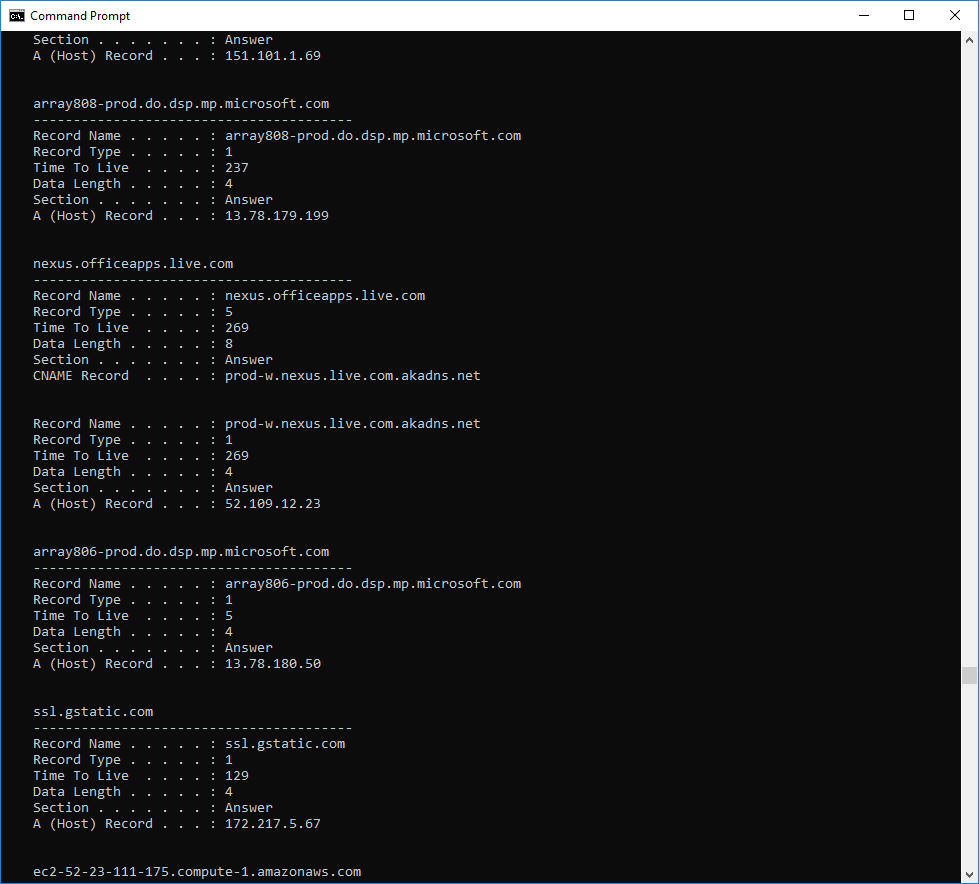 Command Prompt
Section . . . . . . . : Answer
A (Host) Record . . . : 151.101.1.69
array808-prod.do.dsp.mp.microsoft.com
----------------------------------------
Record Name . . . . . : array808-prod.do.dsp.mp.microsoft.com
Record Type . . . . . : 1
Time To Live  . . . . : 237
Data Length . . . . . : 4
Section . . . . . . . : Answer
A (Host) Record . . . : 13.78.179.199
nexus.officeapps.live.com
----------------------------------------
Record Name . . . . . : nexus.officeapps.live.com
Record Type . . . . . : 5
Time To Live  . . . . : 269
Data Length . . . . . : 8
Section . . . . . . . : Answer
CNAME Record  . . . . : prod-w.nexus.live.com.akadns.net
Record Name . . . . . : prod-w.nexus.live.com.akadns.net
Record Type . . . . . : 1
Time To Live  . . . . : 269
Data Length . . . . . : 4
Section . . . . . . . : Answer
A (Host) Record . . . : 52.109.12.23
array806-prod.do.dsp.mp.microsoft.com
----------------------------------------
Record Name . . . . . : array806-prod.do.dsp.mp.microsoft.com
Record Type . . . . . : 1
Time To Live  . . . . : 5
Data Length . . . . . : 4
Section . . . . . . . : Answer
A (Host) Record . . . : 13.78.180.50
ssl.gstatic.com
----------------------------------------
Record Name . . . . . : ssl.gstatic.com
Record Type . . . . . : 1
Time To Live  . . . . : 129
Data Length . . . . . : 4
Section . . . . . . . : Answer
A (Host) Record . . . : 172.217.5.67
ec2-52-23-111-175.compute-1.amazonaws.com